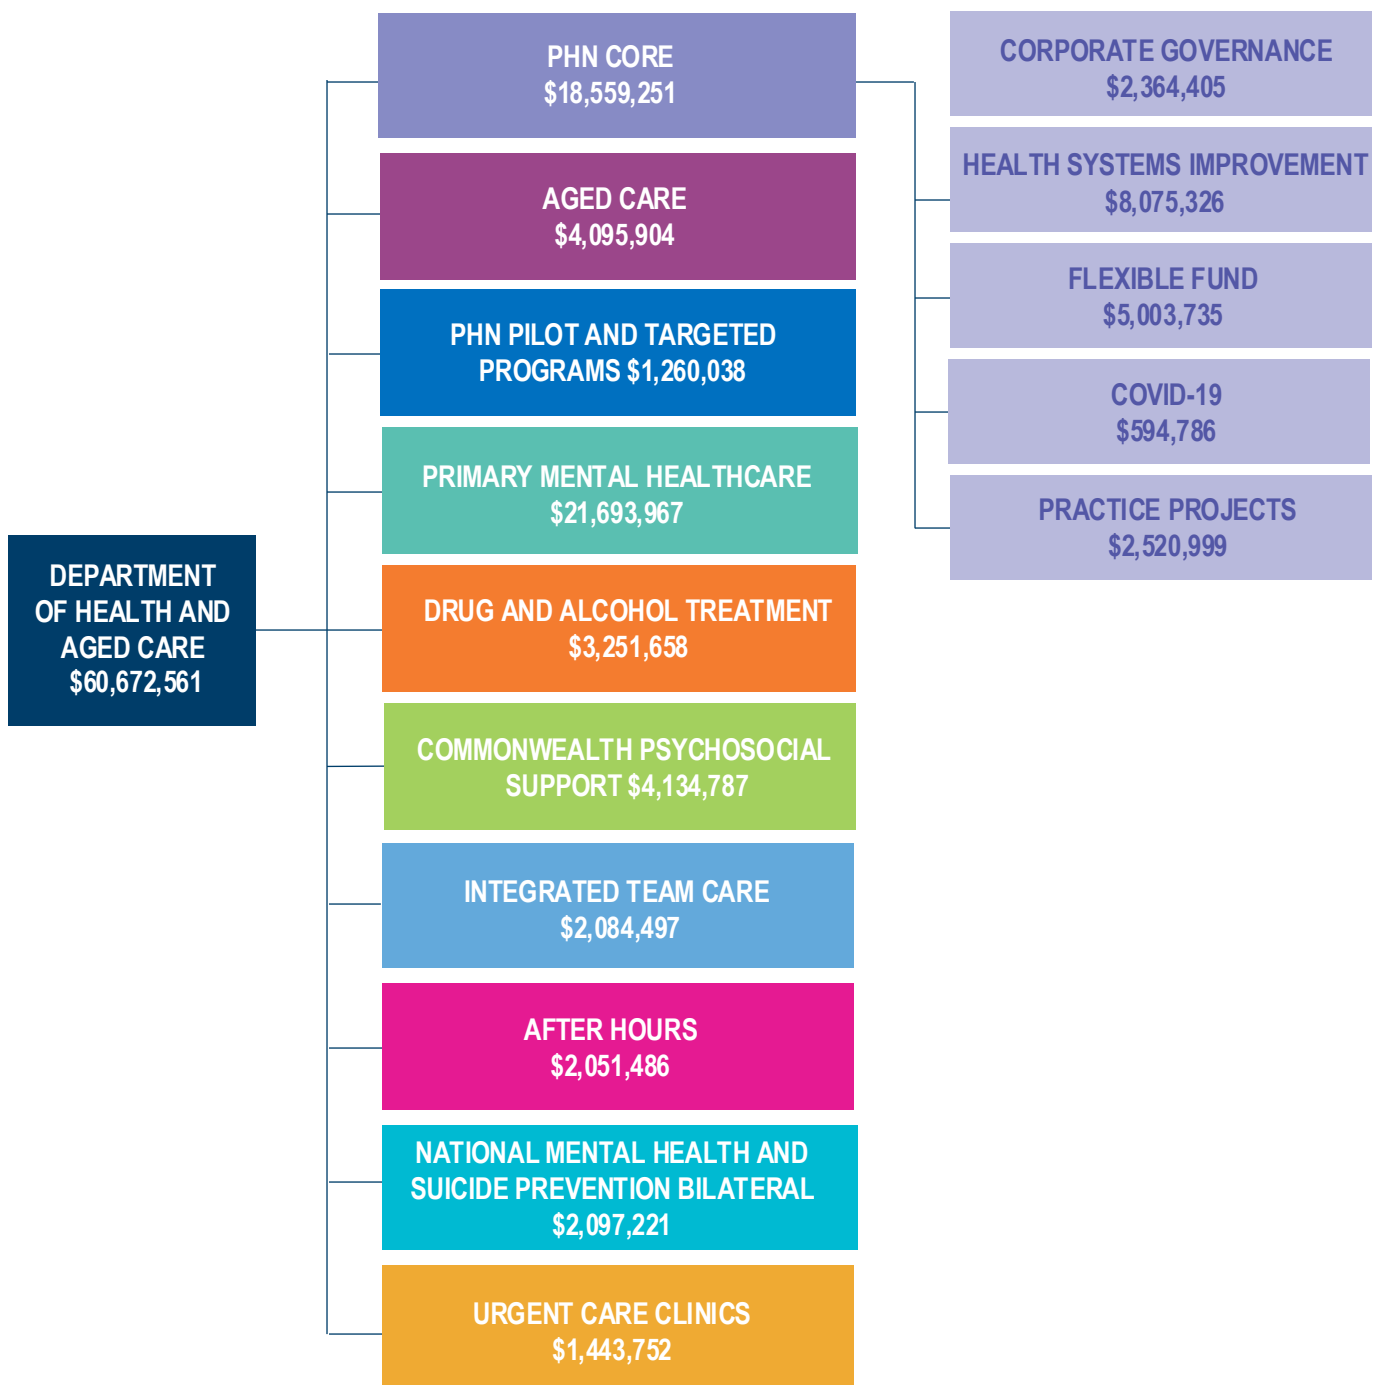 DEPARTMENT
OF HEALTH AND
AGED CARE
$60,672,561
PHN CORE
$18,559,251
AGED CARE
$4,095,904
PHN PILOT AND TARGETED
PROGRAMS $1,260,038
PRIMARY MENTAL HEALTHCARE
$21,693,967
DRUG AND ALCOHOL TREATMENT
$3,251,658
COMMONWEALTH PSYCHOSOCIAL
SUPPORT $4,134,787
INTEGRATED TEAM CARE
$2,084,497
AFTER HOURS
$2,051,486
NATIONAL MENTAL HEALTH AND
SUICIDE PREVENTION BILATERAL
$2,097,221
URGENT CARE CLINICS
$1,443,752
CORPORATE GOVERNANCE
$2,364,405
HEALTH SYSTEMS IMPROVEMENT
$8,075,326
FLEXIBLE FUND
$5,003,735
COVID-19
$594,786
PRACTICE PROJECTS
$2,520,999